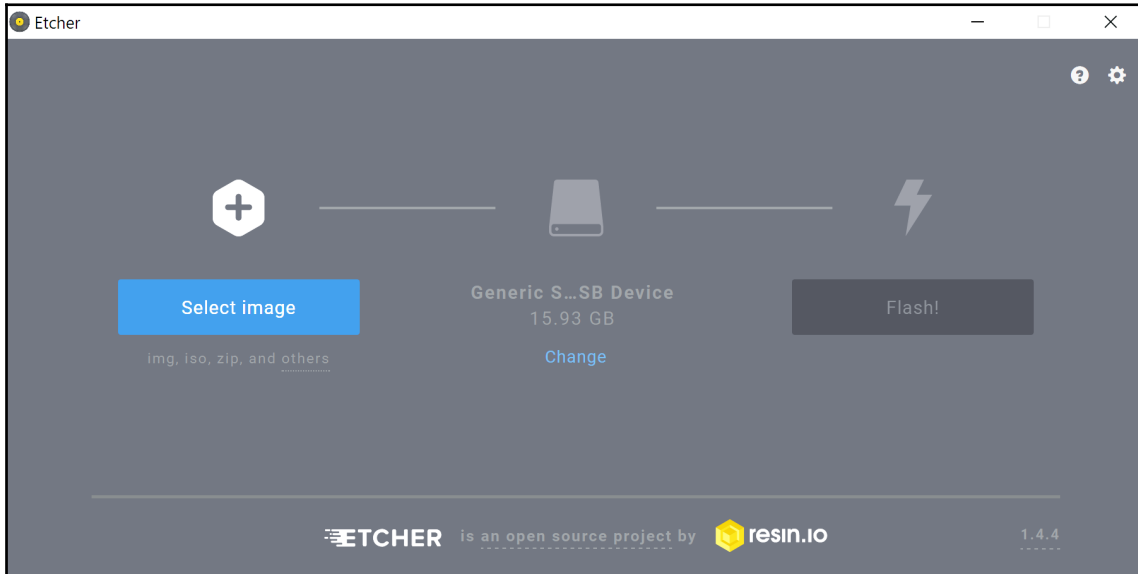 Etcher
Select image
img, iso, zip, and others
Generic S...SB Device
15.93 GB
Change
Flash!
ETCHER is an open source project by resin.io
1.4.4